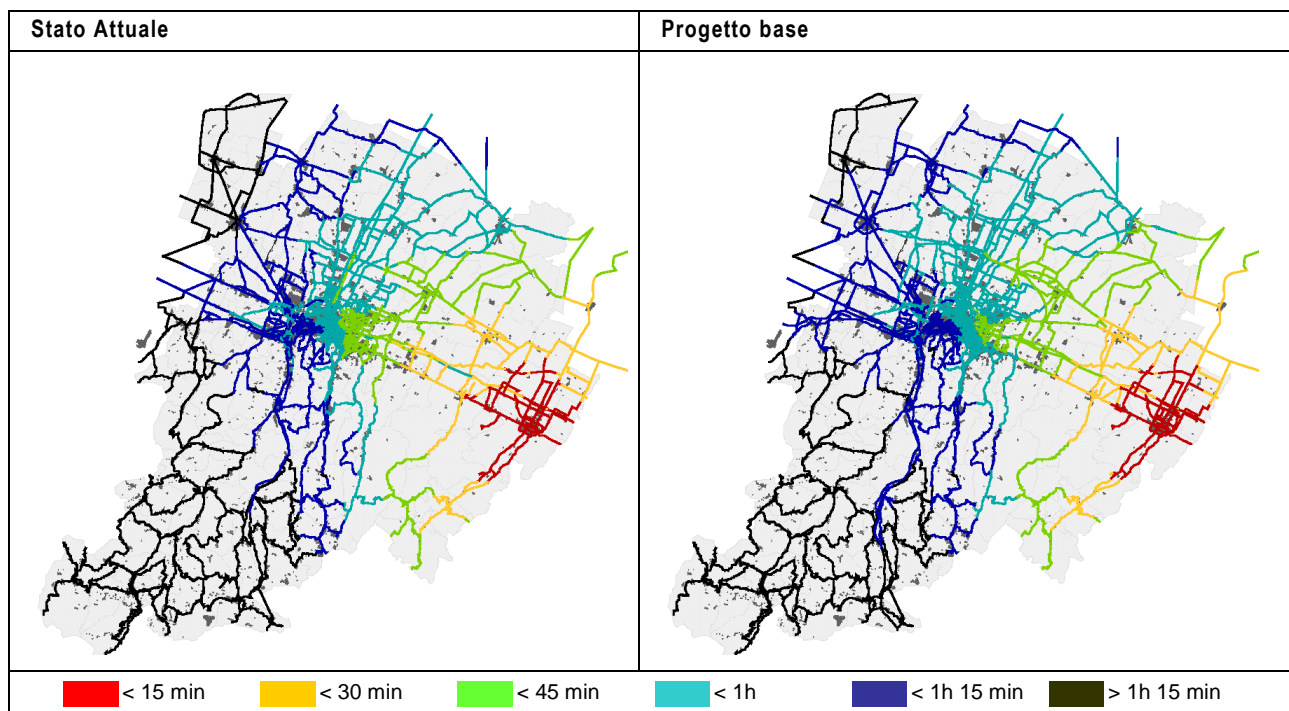 Stato Attuale
Progetto base
< 15 min
< 30 min
< 45 min
< 1h
< 1h 15 min
> 1h 15 min